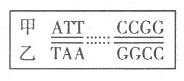 甲 ATT……CCGG
乙 TAA GGCC